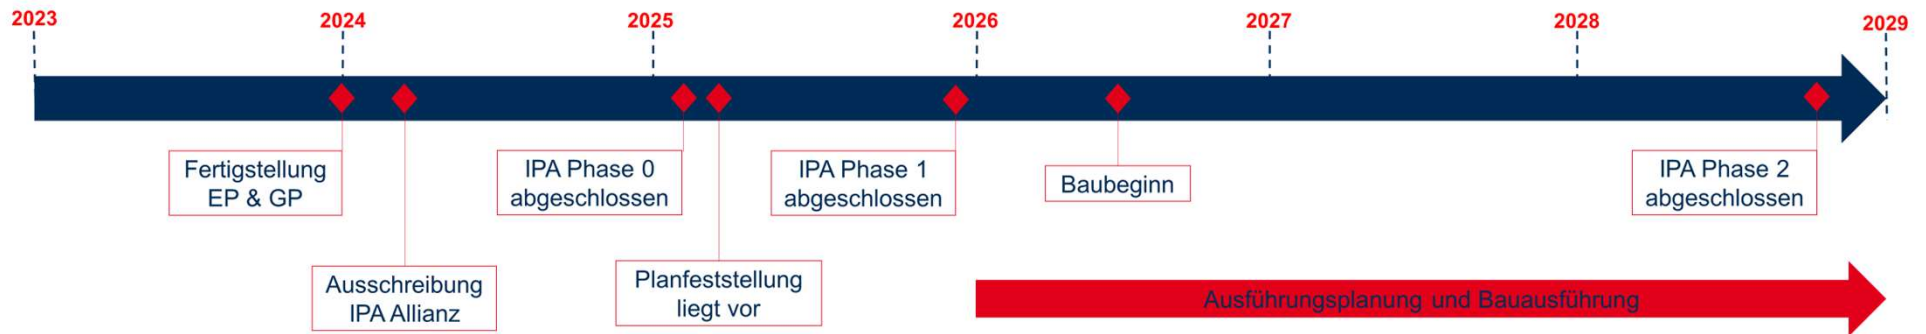 2023
2024
2025
2026
2027
2028
2029
Fertigstellung
EP & GP
Ausschreibung
IPA Allianz
IPA Phase 0
abgeschlossen
Planfeststellung
liegt vor
IPA Phase 1
abgeschlossen
Baubeginn
IPA Phase 2
abgeschlossen
Ausführungsplanung und Bauausführung